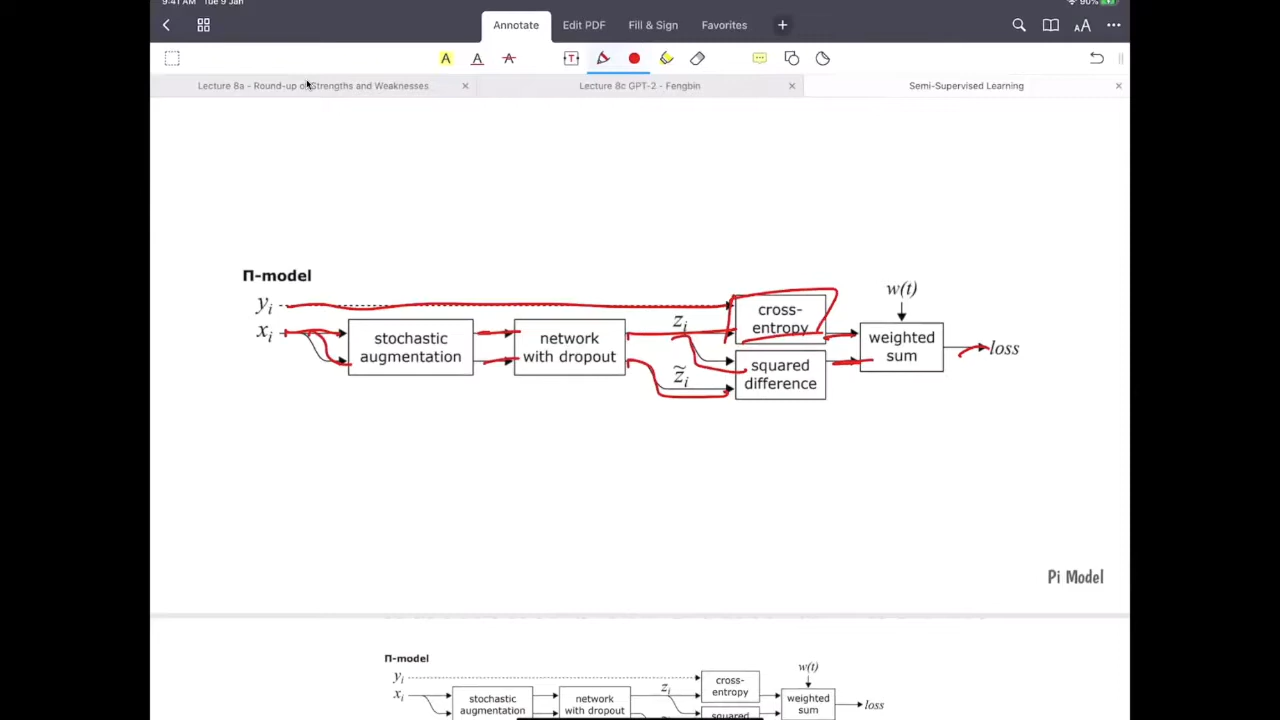 9:41 AM Tue 9 Jan
90%
Annotate Edit PDF Fill & Sign Favorites +
A A A T AA
Lecture 8a - Round-up of Strengths and Weaknesses × Lecture 8c GPT-2 - Fengbin × Semi-Supervised Learning ×
Π-model
yi
xi
stochastic
augmentation
network
with dropout
zi
z̃i
cross-
entropy
squared
difference
w(t)
weighted
sum
loss
Pi Model
Π-model
yi
xi
stochastic
augmentation
network
with dropout
zi
cross-
entropy
squared
w(t)
weighted
sum
loss